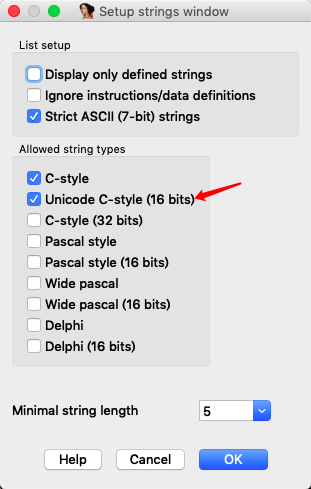 Setup strings window
List setup
Display only defined strings
Ignore instructions/data definitions
Strict ASCII (7-bit) strings
Allowed string types
C-style
Unicode C-style (16 bits)
C-style (32 bits)
Pascal style
Pascal style (16 bits)
Wide pascal
Wide pascal (16 bits)
Delphi
Delphi (16 bits)
Minimal string length 5
Help Cancel OK